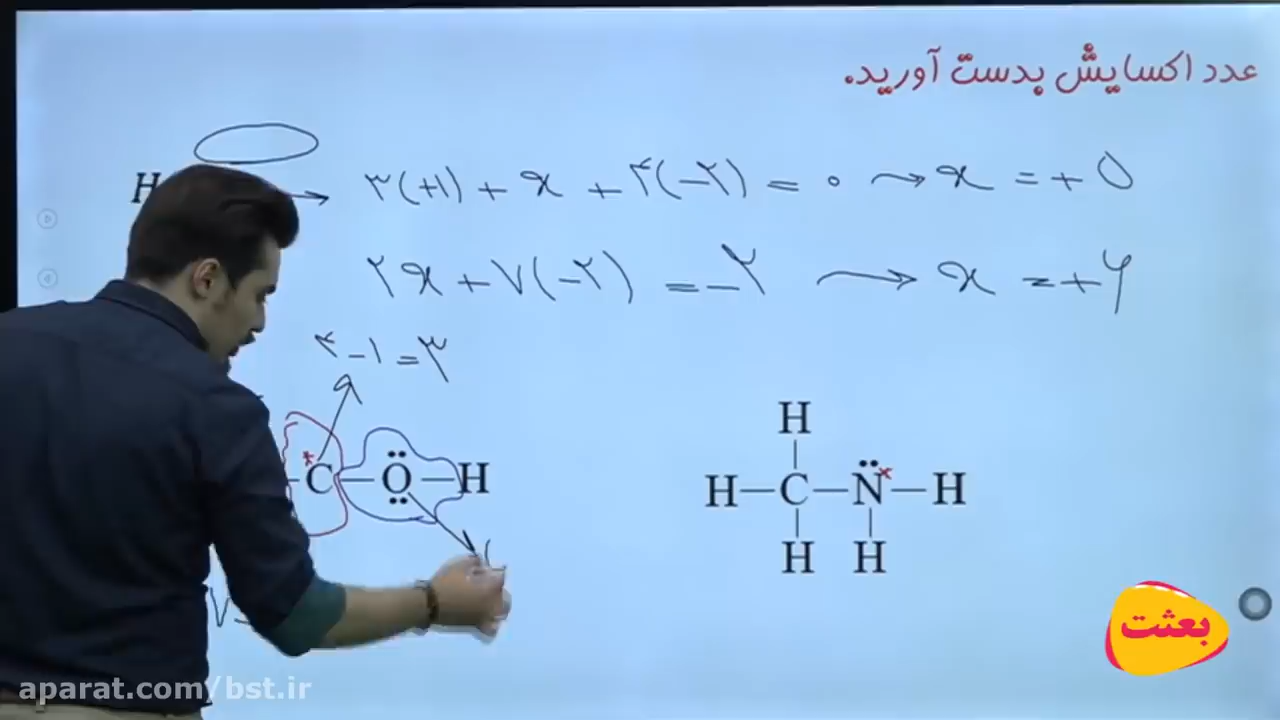 عدد اکسایش بدست آورید.
H → ۳(+۱) + x + ۴(-۲) = ۰ ⟿ x = +۵
۲x + ۷(-۲) = -۲ → x = +۶
۴ - ۱ = ۳
H
C* - O - H
H - C - N* - H
H H
بعثت
aparat.com/bst.ir